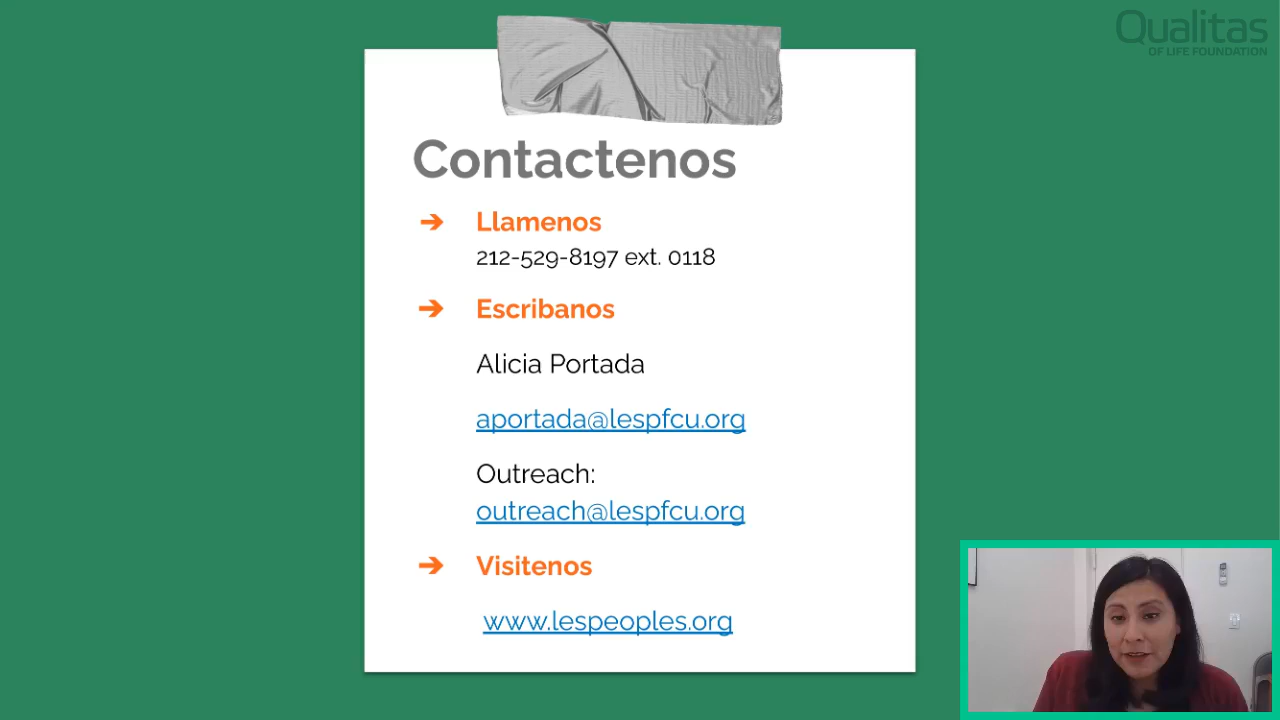 Qualitas
OF LIFE FOUNDATION
Contactenos
➔ Llamenos
212-529-8197 ext. 0118
➔ Escribanos
Alicia Portada
aportada@lespfcu.org
Outreach:
outreach@lespfcu.org
➔ Visitenos
www.lespeoples.org